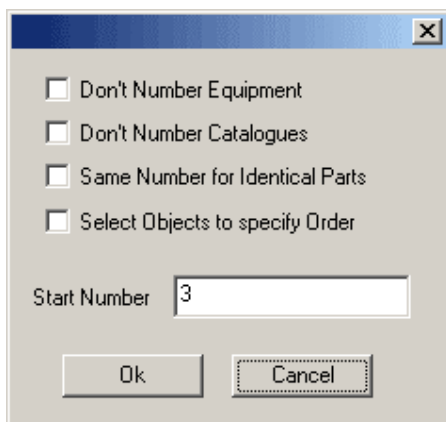 Don't Number Equipment
Don't Number Catalogues
Same Number for Identical Parts
Select Objects to specify Order
Start Number 3
Ok Cancel